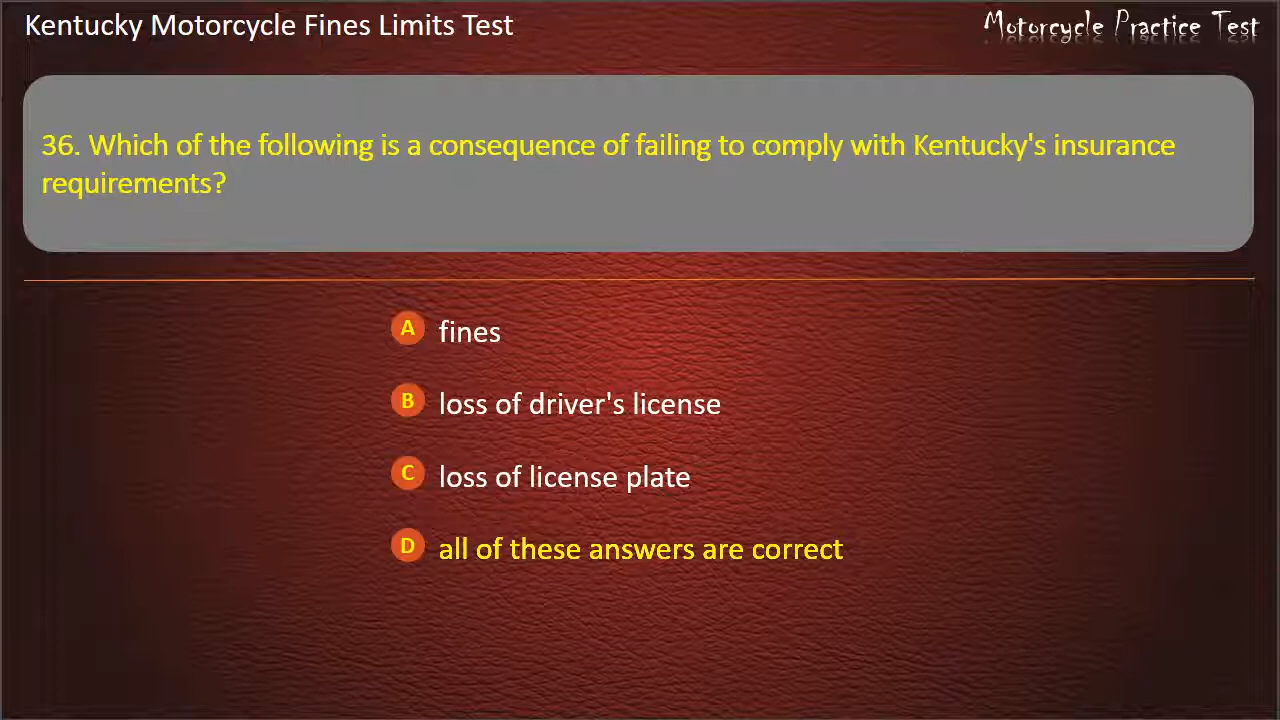 Kentucky Motorcycle Fines Limits Test
Motorcycle Practice Test
36. Which of the following is a consequence of failing to comply with Kentucky's insurance
requirements?
A fines
B loss of driver's license
C loss of license plate
D all of these answers are correct